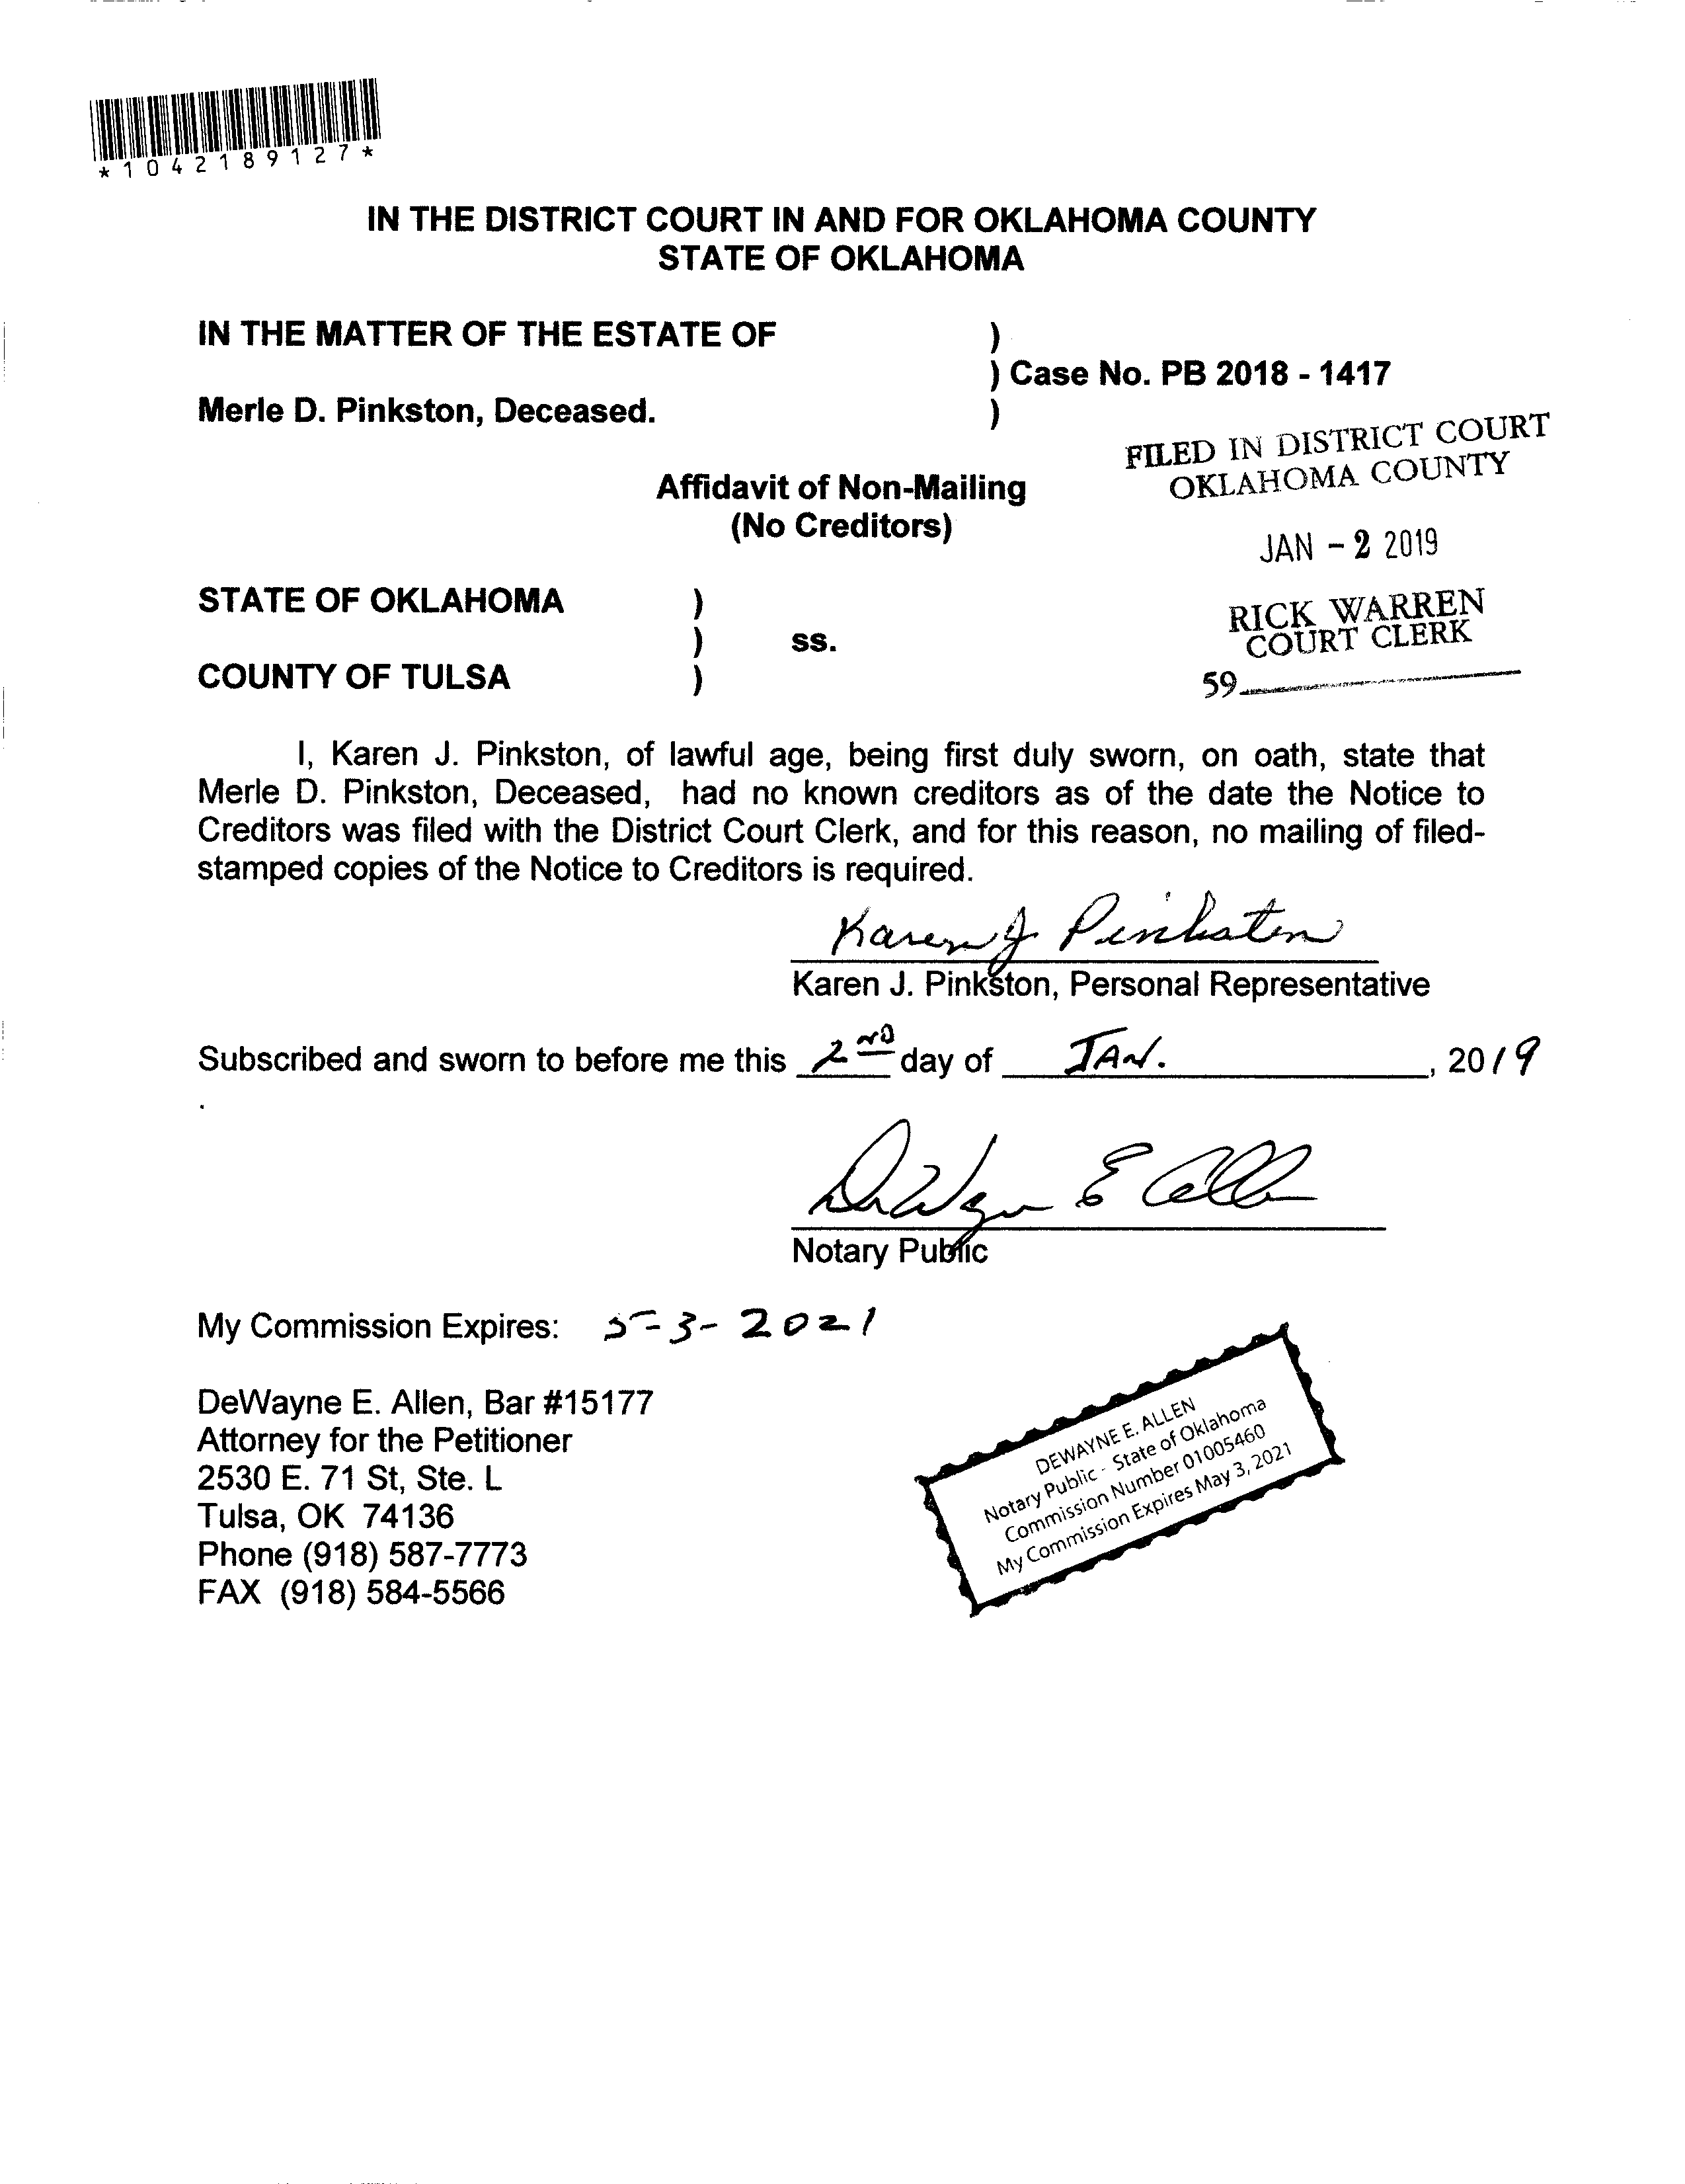 *1042189127*
IN THE DISTRICT COURT IN AND FOR OKLAHOMA COUNTY
STATE OF OKLAHOMA
IN THE MATTER OF THE ESTATE OF )
) Case No. PB 2018 - 1417
Merle D. Pinkston, Deceased. )
FILED IN DISTRICT COURT
OKLAHOMA COUNTY
Affidavit of Non-Mailing
(No Creditors)
JAN - 2 2019
STATE OF OKLAHOMA )
) ss.
COUNTY OF TULSA )
RICK WARREN
COURT CLERK
59
I, Karen J. Pinkston, of lawful age, being first duly sworn, on oath, state that
Merle D. Pinkston, Deceased, had no known creditors as of the date the Notice to
Creditors was filed with the District Court Clerk, and for this reason, no mailing of filed-
stamped copies of the Notice to Creditors is required.
Karen J. Pinkston
Karen J. Pinkston, Personal Representative
Subscribed and sworn to before me this 2ND day of JAN. , 2019
.
DeWayne E Allen
Notary Public
My Commission Expires: 5-3-2021
DeWayne E. Allen, Bar #15177
Attorney for the Petitioner
2530 E. 71 St, Ste. L
Tulsa, OK 74136
Phone (918) 587-7773
FAX (918) 584-5566
DEWAYNE E. ALLEN
Notary Public - State of Oklahoma
Commission Number 01005460
My Commission Expires May 3, 2021